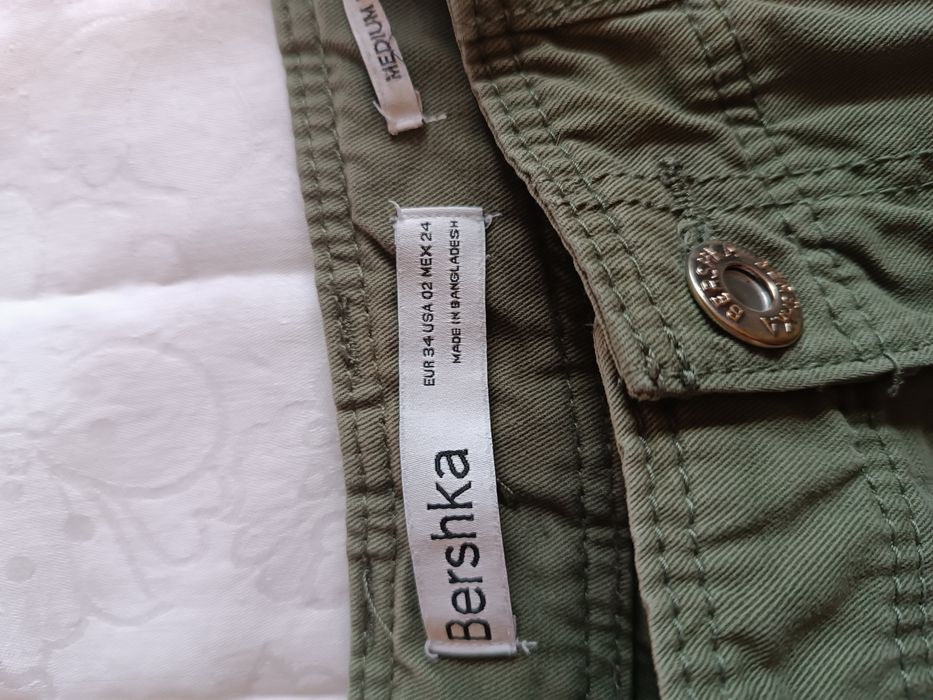 MEDIUM
Bershka
EUR 34 USA 02 MEX 24
MADE IN BANGLADESH
BERSHKA